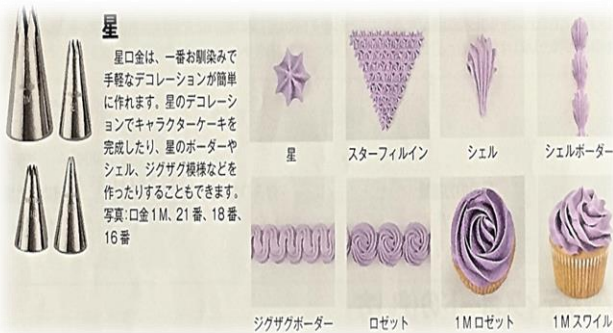 星
星口金は、一番お馴染みで
手軽なデコレーションが簡単
に作れます。星のデコレーシ
ョンでキャラクターケーキを
完成したり、星のボーダーや
シェル、ジグザグ模様などを
作ったりすることもできます。
写真:口金1M、21番、18番、
16番
星
スターフィルイン
シェル
シェルボーダー
ジグザグボーダー
ロゼット
1Mロゼット
1Mスワイル